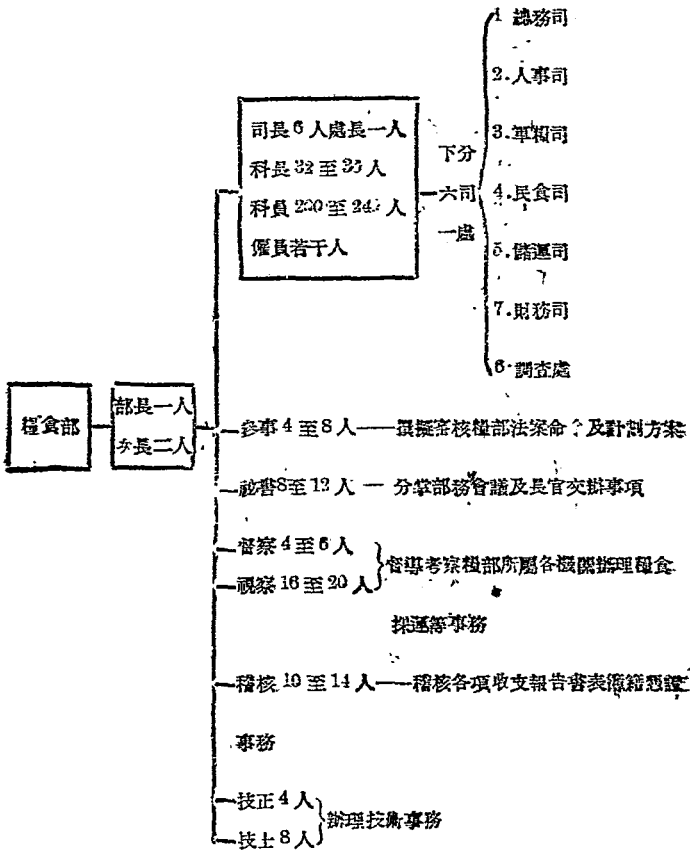 1 總務司
2.人事司
3.軍糧司
4.民食司
5.儲運司
7.財務司
6.調查處
司長6人處長一人
科長32至35人
科員200至24人
僱員若干人
下分
六司
一處
糧食部
部長一人
長二人
參事4至8人——撰擬審核糧部法案命令及計劃方案
祕書8至12人—分掌部務會議及長官交辦事項
督察4至6人
視察16至20人
督導考察糧部所屬各機關辦理糧食
採運等事務
稽核10至14人——稽核各項收支報告書表簿籍憑證
事務
技正4人
技士8人
辦理技術事務